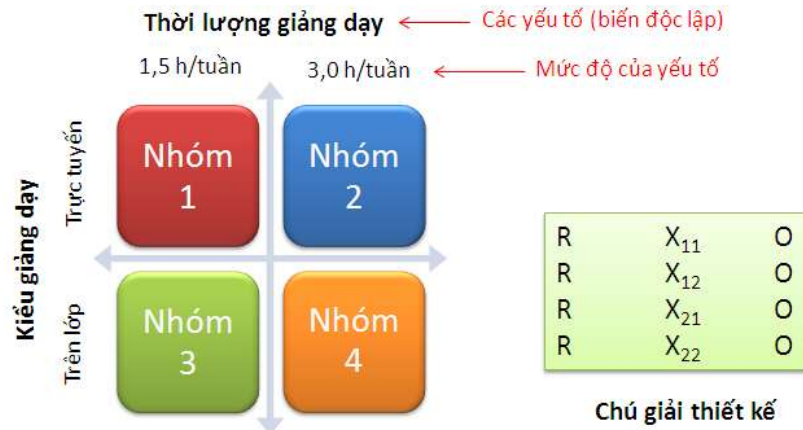 Thời lượng giảng dạy
Các yếu tố (biến độc lập)
1,5 h/tuần
3,0 h/tuần
Mức độ của yếu tố
Kiểu giảng dạy
Trực tuyến
Nhóm
1
Nhóm
2
Trên lớp
Nhóm
3
Nhóm
4
R X₁₁ O
R X₁₂ O
R X₂₁ O
R X₂₂ O
Chú giải thiết kế